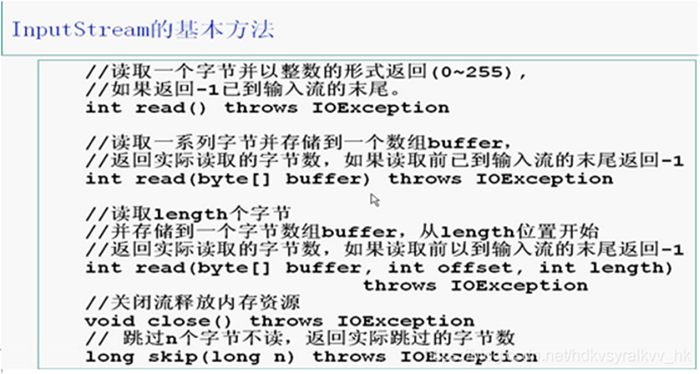 InputStream的基本方法
//读取一个字节并以整数的形式返回(0~255),
//如果返回-1已到输入流的末尾。
int read() throws IOException
//读取一系列字节并存储到一个数组buffer,
//返回实际读取的字节数，如果读取前已到输入流的末尾返回-1
int read(byte[] buffer) throws IOException
//读取length个字节
//并存储到一个字节数组buffer，从length位置开始
//返回实际读取的字节数，如果读取前以到输入流的末尾返回-1
int read(byte[] buffer, int offset, int length)
throws IOException
//关闭流释放内存资源
void close() throws IOException
// 跳过n个字节不读，返回实际跳过的字节数
long skip(long n) throws IOException